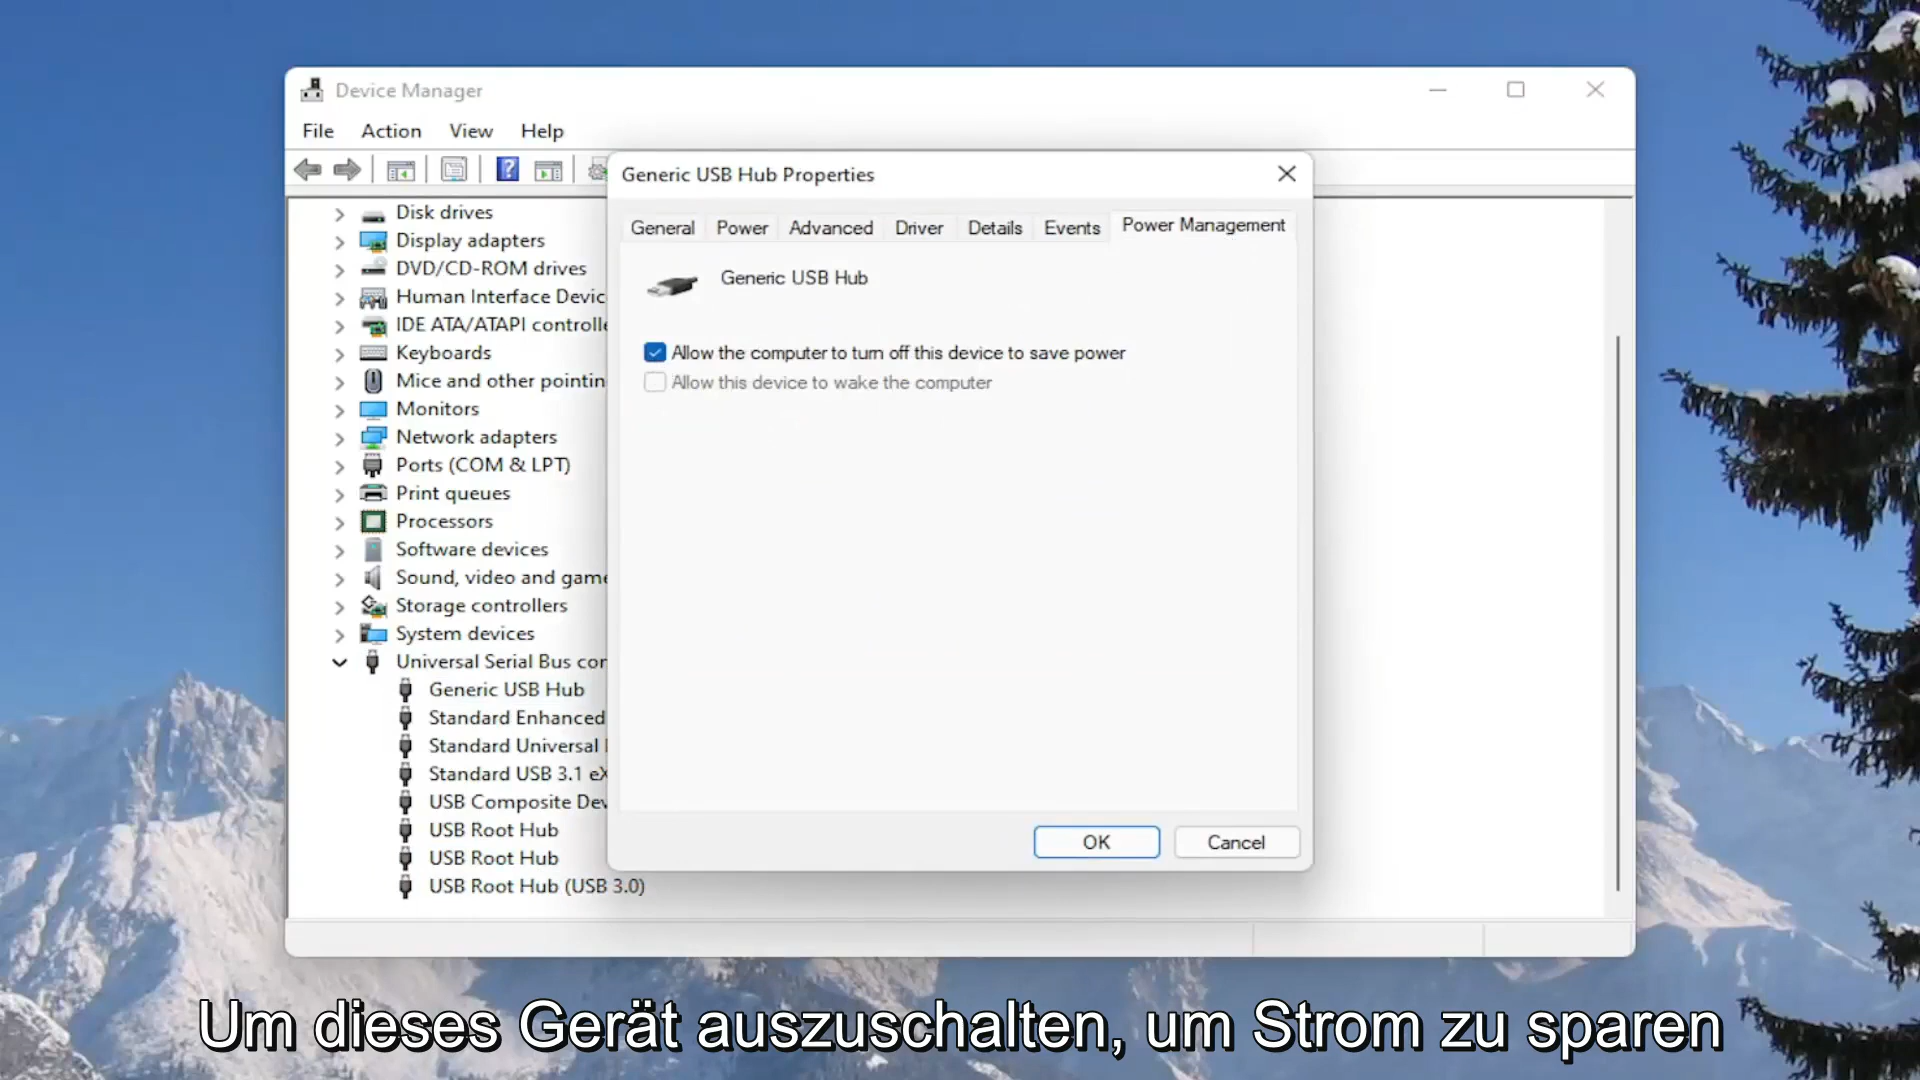 Device Manager
File Action View Help
Generic USB Hub Properties
General Power Advanced Driver Details Events Power Management
Generic USB Hub
Allow the computer to turn off this device to save power
Allow this device to wake the computer
OK Cancel
Disk drives
Display adapters
DVD/CD-ROM drives
Human Interface Devic
IDE ATA/ATAPI controlle
Keyboards
Mice and other pointin
Monitors
Network adapters
Ports (COM & LPT)
Print queues
Processors
Software devices
Sound, video and game
Storage controllers
System devices
Universal Serial Bus con
Generic USB Hub
Standard Enhanced
Standard Universal
Standard USB 3.1 eX
USB Composite Dev
USB Root Hub
USB Root Hub
USB Root Hub (USB 3.0)
Um dieses Gerät auszuschalten, um Strom zu sparen